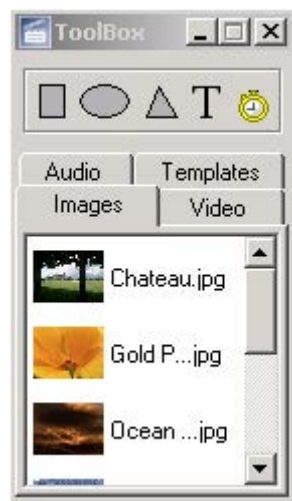 ToolBox
T
Audio Templates
Images Video
Chateau.jpg
Gold P...jpg
Ocean ...jpg